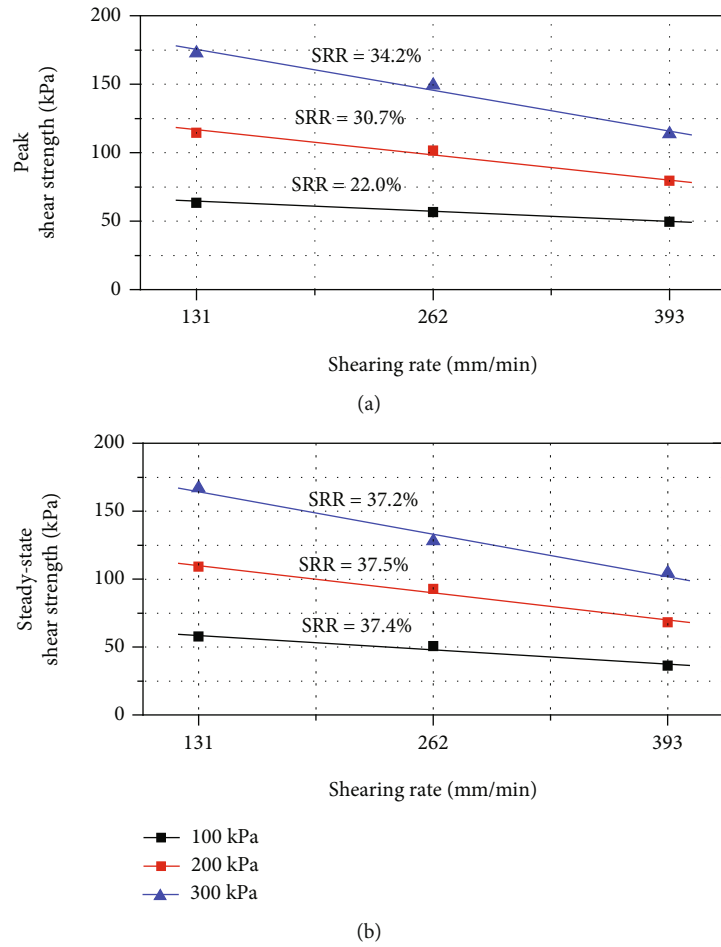 200
150
100
50
0
Peak
shear strength (kPa)
SRR = 34.2%
SRR = 30.7%
SRR = 22.0%
131 262 393
Shearing rate (mm/min)
(a)
200
150
100
50
0
Steady-state
shear strength (kPa)
SRR = 37.2%
SRR = 37.5%
SRR = 37.4%
131 262 393
Shearing rate (mm/min)
100 kPa
200 kPa
300 kPa
(b)